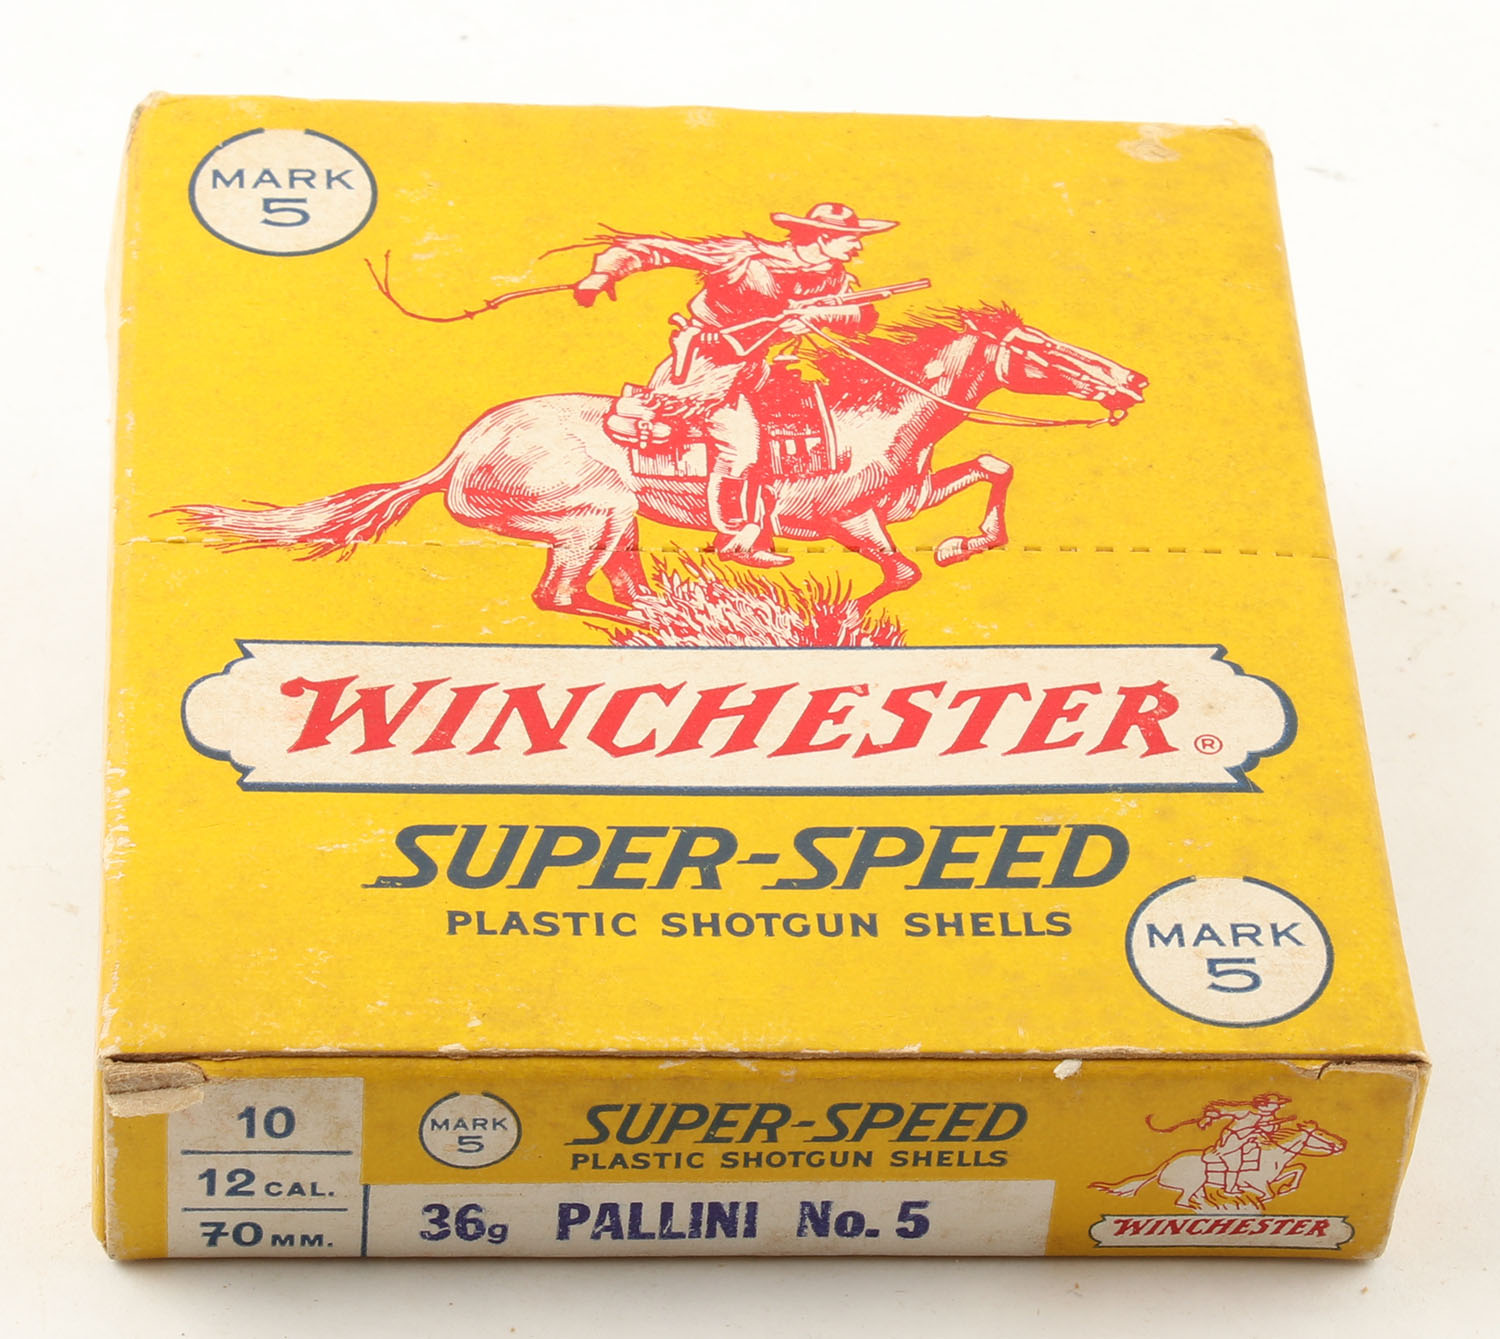 MARK
5
WINCHESTER®
SUPER-SPEED
PLASTIC SHOTGUN SHELLS
MARK
5
10
12 CAL.
70 MM.
MARK
5
SUPER-SPEED
PLASTIC SHOTGUN SHELLS
36g PALLINI No. 5
WINCHESTER